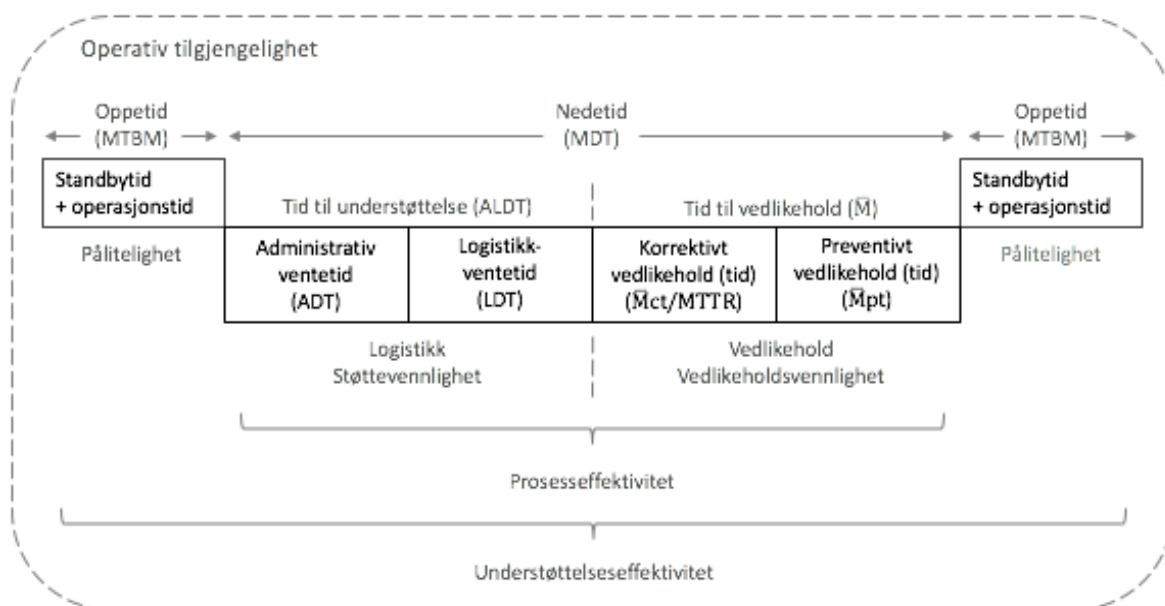 Operativ tilgjengelighet
Oppetid
(MTBM)
Nedetid
(MDT)
Oppetid
(MTBM)
Standbytid
+ operasjonstid
Tid til understøttelse (ALDT)
Tid til vedlikehold (M̅)
Standbytid
+ operasjonstid
Pålitelighet
Administrativ
ventetid
(ADT)
Logistikk-
ventetid
(LDT)
Korrektivt
vedlikehold (tid)
(M̅ct/MTTR)
Preventivt
vedlikehold (tid)
(M̅pt)
Pålitelighet
Logistikk
Støttevennlighet
Vedlikehold
Vedlikeholdsvennlighet
Prosesseffektivitet
Understøttelseseffektivitet